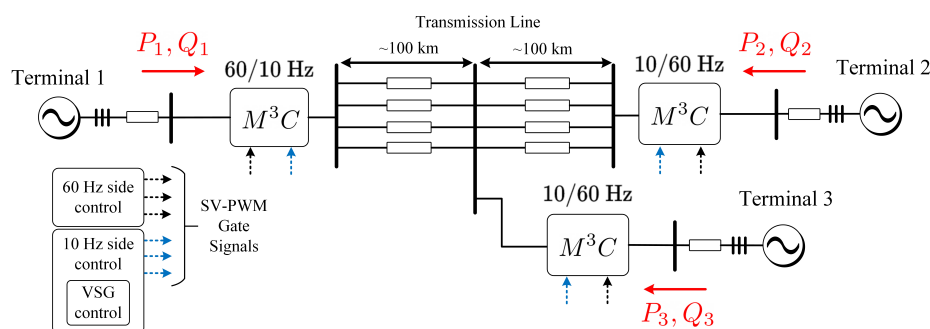 Transmission Line
~100 km
~100 km
P₁, Q₁
P₂, Q₂
Terminal 1
60/10 Hz
10/60 Hz
Terminal 2
M³C
M³C
60 Hz side
control
SV-PWM
Gate
Signals
10 Hz side
control
VSG
control
10/60 Hz
Terminal 3
M³C
P₃, Q₃